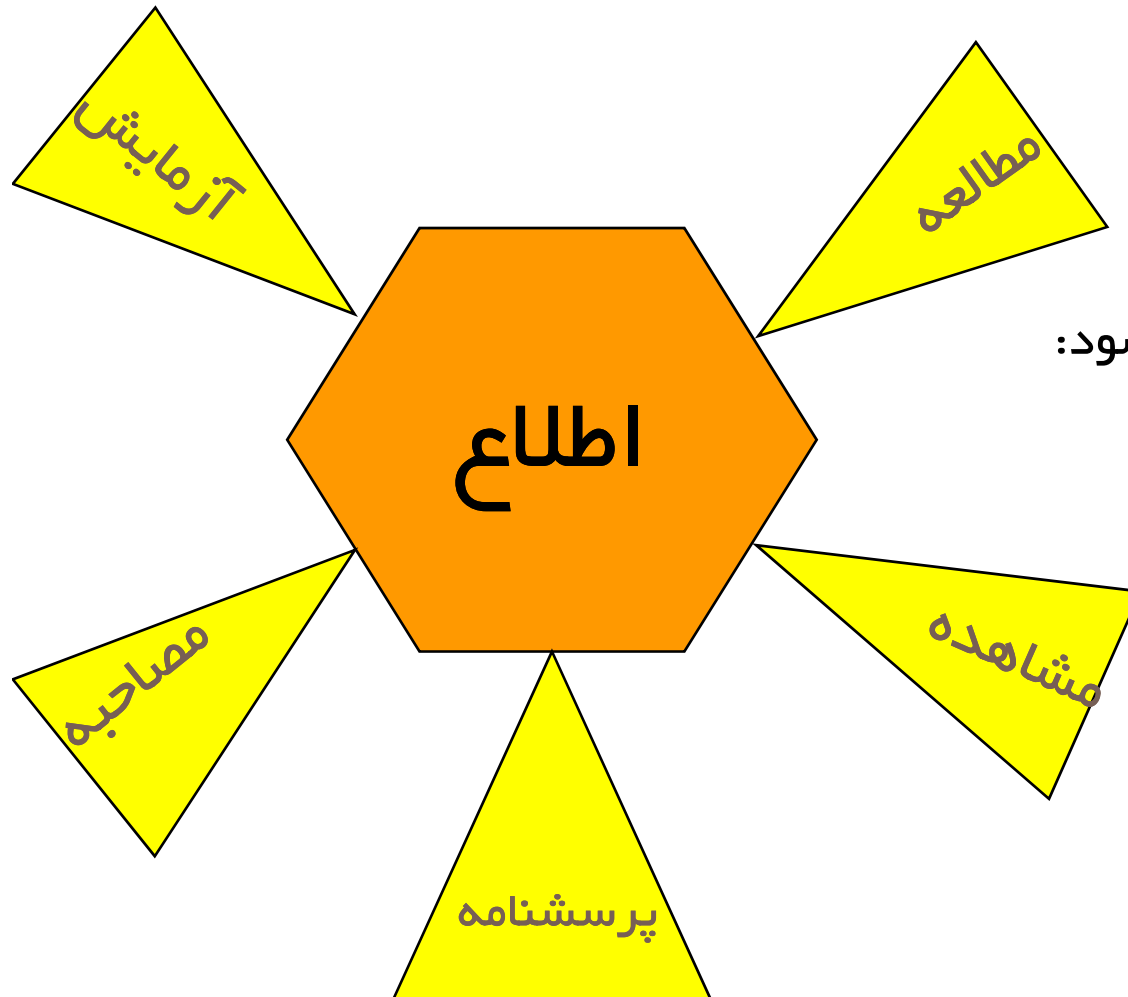 مطالعه
آزمایش
اطلاع
مشاهده
مصاحبه
پرسشنامه